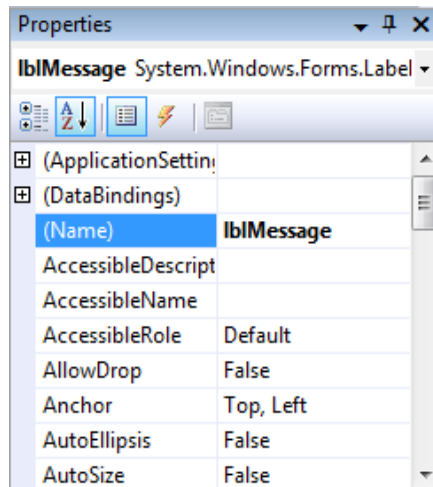 Properties
lblMessage System.Windows.Forms.Label
(ApplicationSetting
(DataBindings)
(Name) lblMessage
AccessibleDescript
AccessibleName
AccessibleRole Default
AllowDrop False
Anchor Top, Left
AutoEllipsis False
AutoSize False